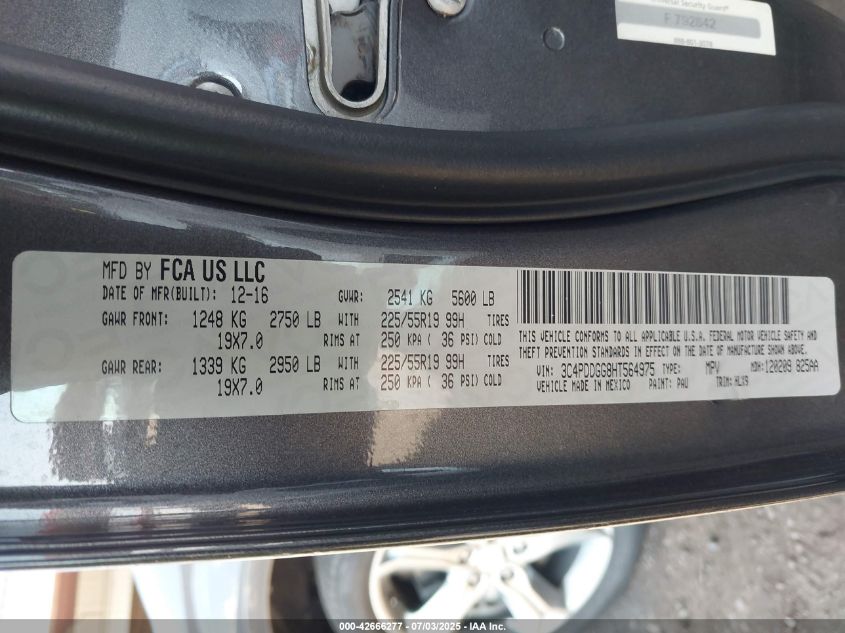 Universal Security Guard™
F 792842
MFD BY FCA US LLC
DATE OF MFR(BUILT): 12-16 GVWR: 2541 KG 5600 LB
GAWR FRONT: 1248 KG 2750 LB WITH 225/55R19 99H TIRES
19X7.0 RIMS AT 250 KPA ( 36 PSI) COLD
GAWR REAR: 1339 KG 2950 LB WITH 225/55R19 99H TIRES
19X7.0 RIMS AT 250 KPA ( 36 PSI) COLD
THIS VEHICLE CONFORMS TO ALL APPLICABLE U.S.A. FEDERAL MOTOR VEHICLE SAFETY AND
THEFT PREVENTION STANDARDS IN EFFECT ON THE DATE OF MANUFACTURE SHOWN ABOVE.
VIN: 3C4PDDGG8HT564975 TYPE: MPV MDH: 120209 825AA
VEHICLE MADE IN MEXICO PAINT: PAU TRIM: HLX9
000-42666277 - 07/03/2025 - IAA Inc.